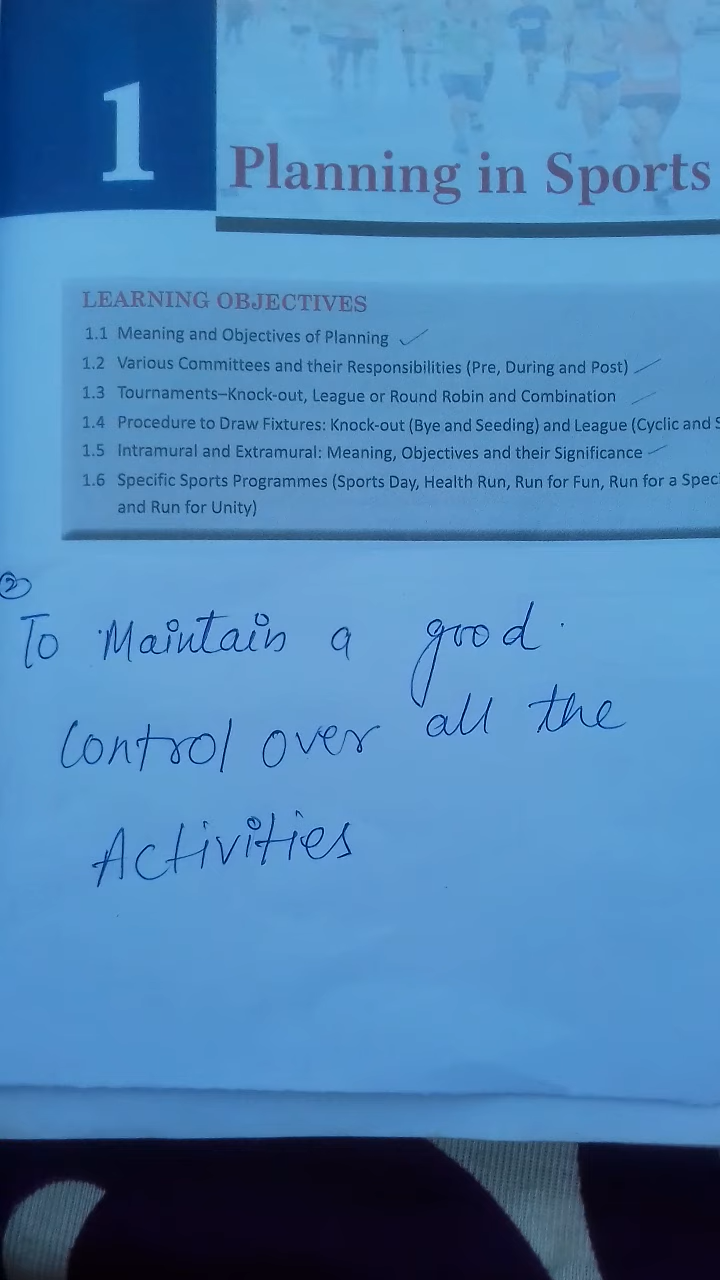 1
Planning in Sports
LEARNING OBJECTIVES
1.1 Meaning and Objectives of Planning
1.2 Various Committees and their Responsibilities (Pre, During and Post)
1.3 Tournaments–Knock-out, League or Round Robin and Combination
1.4 Procedure to Draw Fixtures: Knock-out (Bye and Seeding) and League (Cyclic and
1.5 Intramural and Extramural: Meaning, Objectives and their Significance
1.6 Specific Sports Programmes (Sports Day, Health Run, Run for Fun, Run for a
and Run for Unity)
2
To Maintain a good
Control over all the
Activities